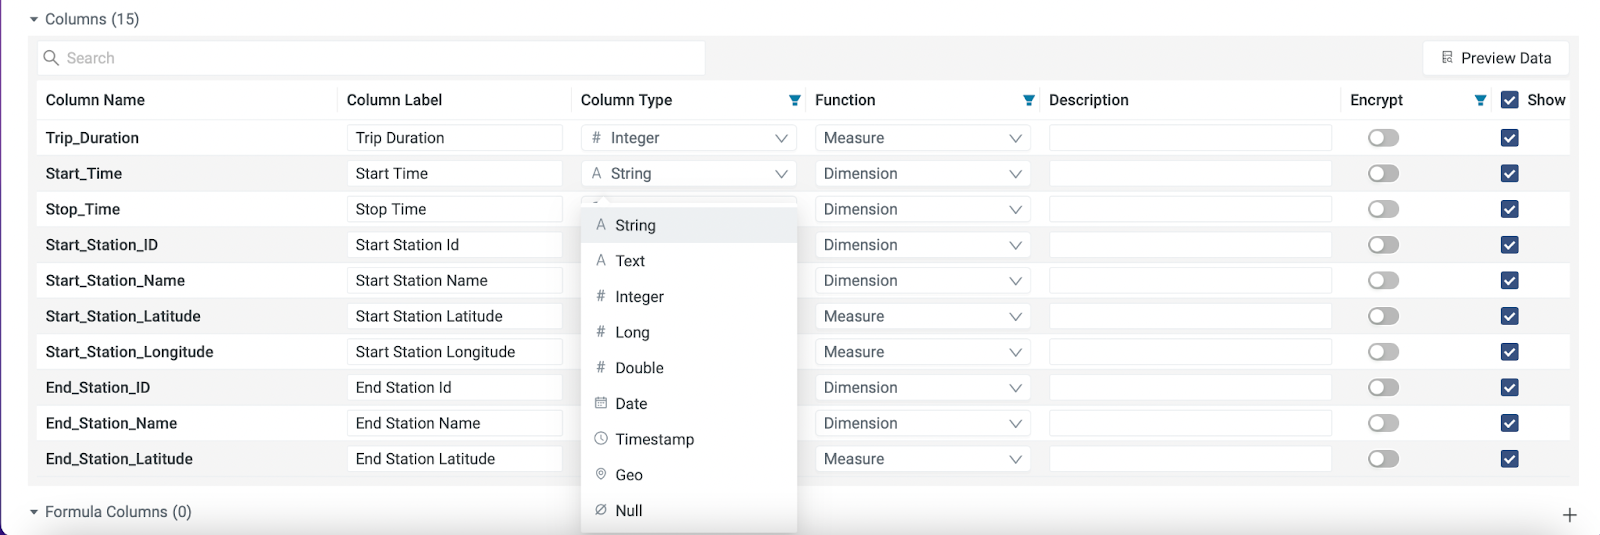 Columns (15)
Search
Preview Data
Column Name Column Label Column Type Function Description Encrypt Show
Trip_Duration Trip Duration # Integer Measure
Start_Time Start Time A String Dimension
Stop_Time Stop Time Dimension
A String
Start_Station_ID Start Station Id Dimension
A Text
Start_Station_Name Start Station Name Dimension
# Integer
Start_Station_Latitude Start Station Latitude Measure
# Long
Start_Station_Longitude Start Station Longitude Measure
# Double
End_Station_ID End Station Id Dimension
Date
End_Station_Name End Station Name Dimension
Timestamp
End_Station_Latitude End Station Latitude Measure
Geo
Null
Formula Columns (0)